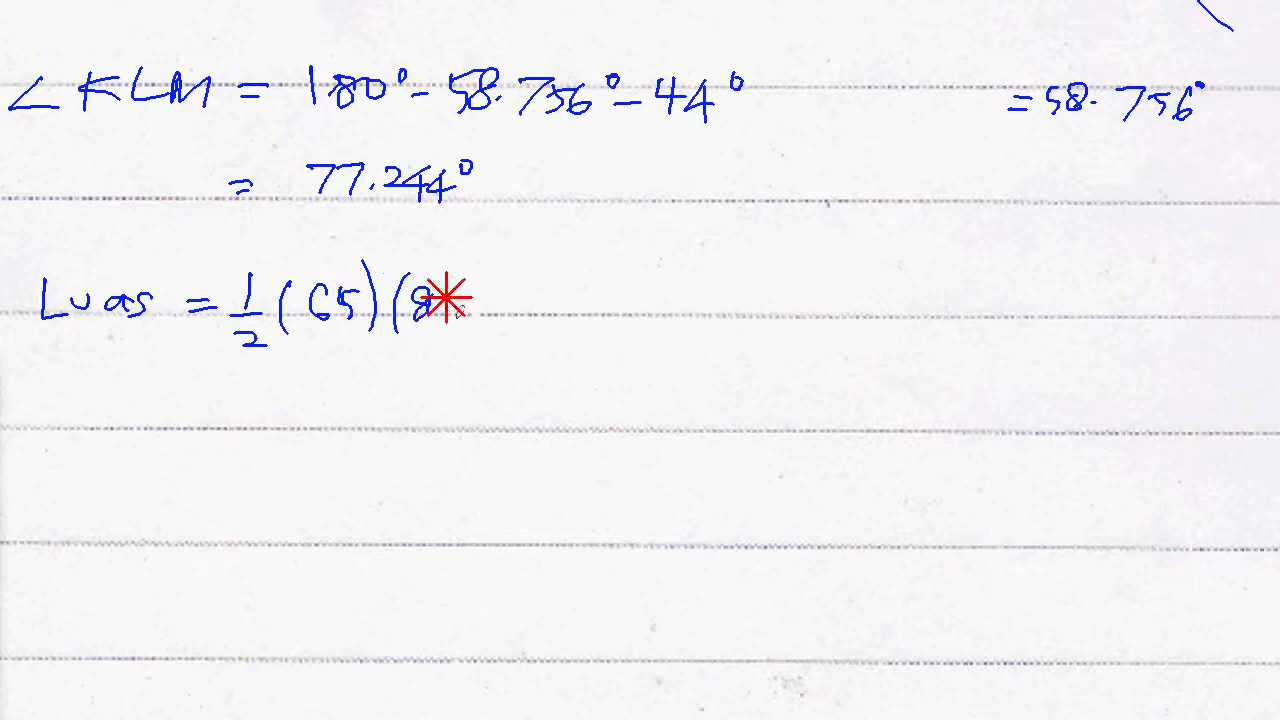 ∠KLM = 180° - 58.756° - 44°
= 58.756°
= 77.244°
Luas = 1/2 (65)(8